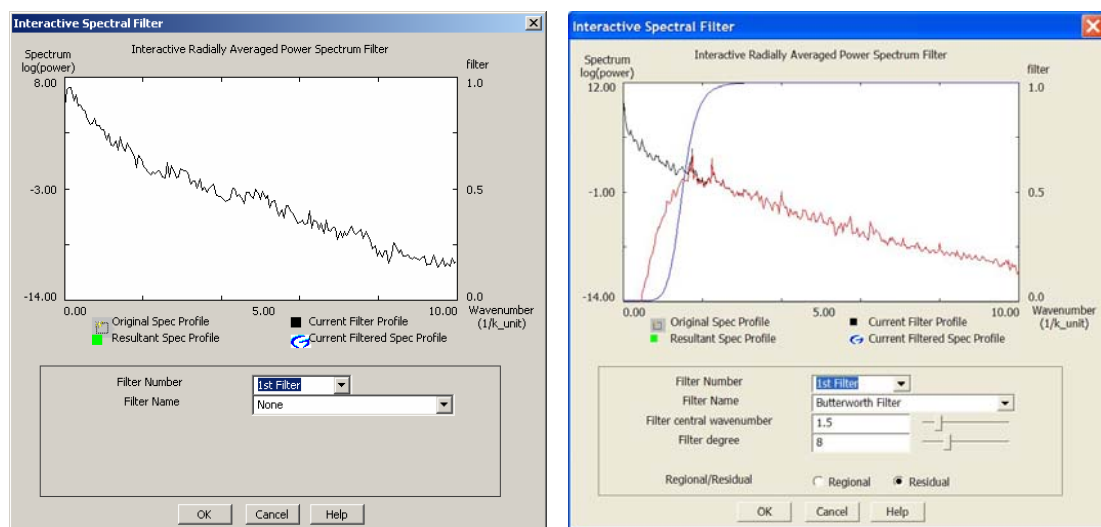 Interactive Spectral Filter
Interactive Radially Averaged Power Spectrum Filter
Spectrum
log(power)
filter
8.00
1.0
-3.00
0.5
-14.00
0.0
0.00
5.00
10.00
Wavenumber
(1/k_unit)
Original Spec Profile
Current Filter Profile
Resultant Spec Profile
Current Filtered Spec Profile
Filter Number
1st Filter
Filter Name
None
OK
Cancel
Help
Interactive Spectral Filter
Interactive Radially Averaged Power Spectrum Filter
Spectrum
log(power)
filter
12.00
1.0
-1.00
0.5
-14.00
0.0
0.00
5.00
10.00
Wavenumber
(1/k_unit)
Original Spec Profile
Current Filter Profile
Resultant Spec Profile
Current Filtered Spec Profile
Filter Number
1st Filter
Filter Name
Butterworth Filter
Filter central wavenumber
1.5
Filter degree
8
Regional/Residual
Regional
Residual
OK
Cancel
Help